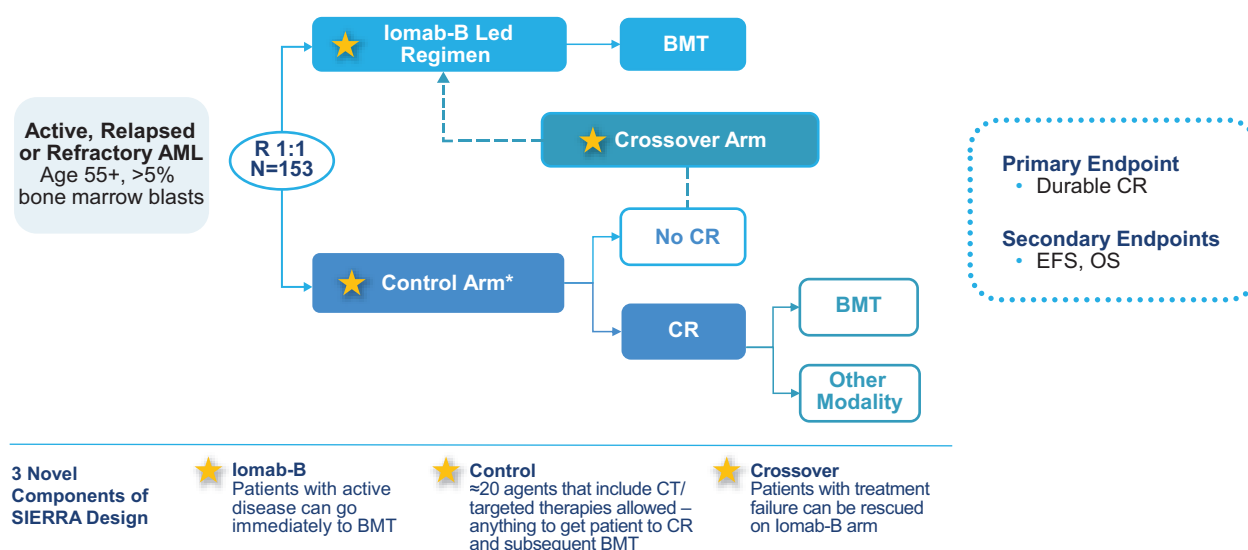 Iomab-B Led
Regimen
BMT
Active, Relapsed
or Refractory AML
Age 55+, >5%
bone marrow blasts
R 1:1
N=153
Crossover Arm
No CR
Control Arm*
CR
BMT
Other
Modality
Primary Endpoint
• Durable CR
Secondary Endpoints
• EFS, OS
3 Novel
Components of
SIERRA Design
Iomab-B
Patients with active
disease can go
immediately to BMT
Control
≈20 agents that include CT/
targeted therapies allowed –
anything to get patient to CR
and subsequent BMT
Crossover
Patients with treatment
failure can be rescued
on Iomab-B arm